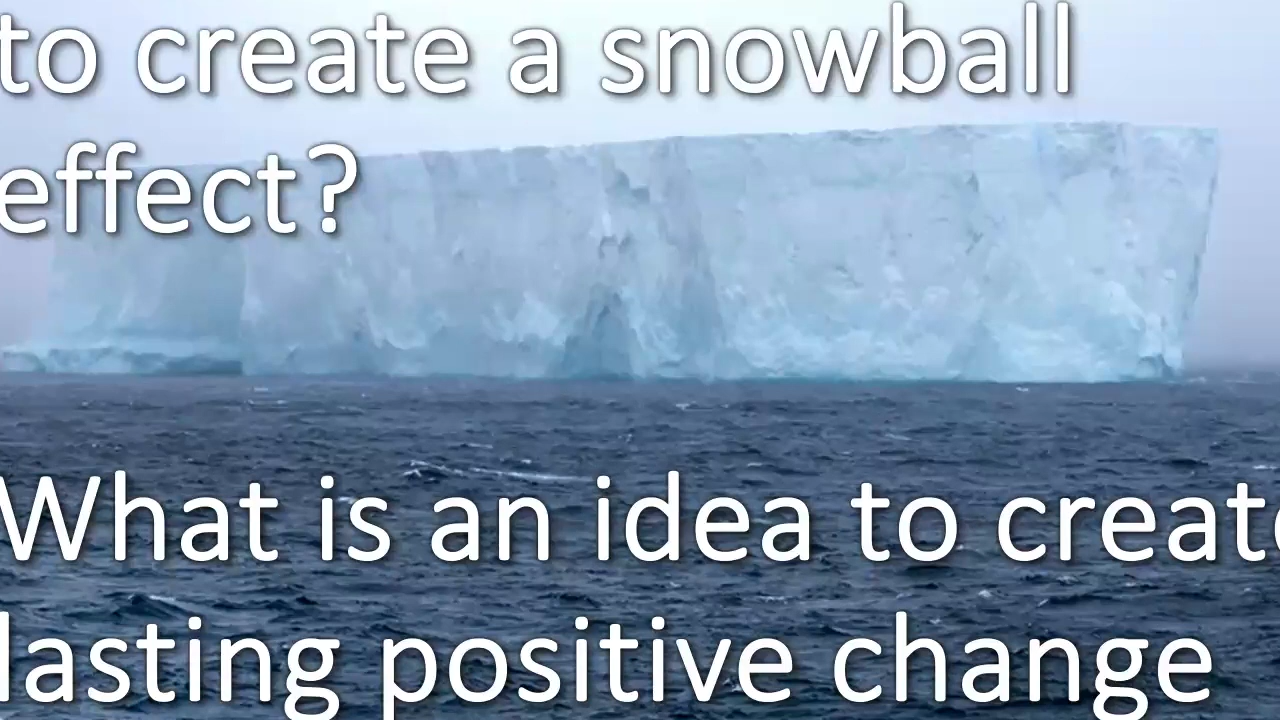 to create a snowball
effect?
What is an idea to create
lasting positive change